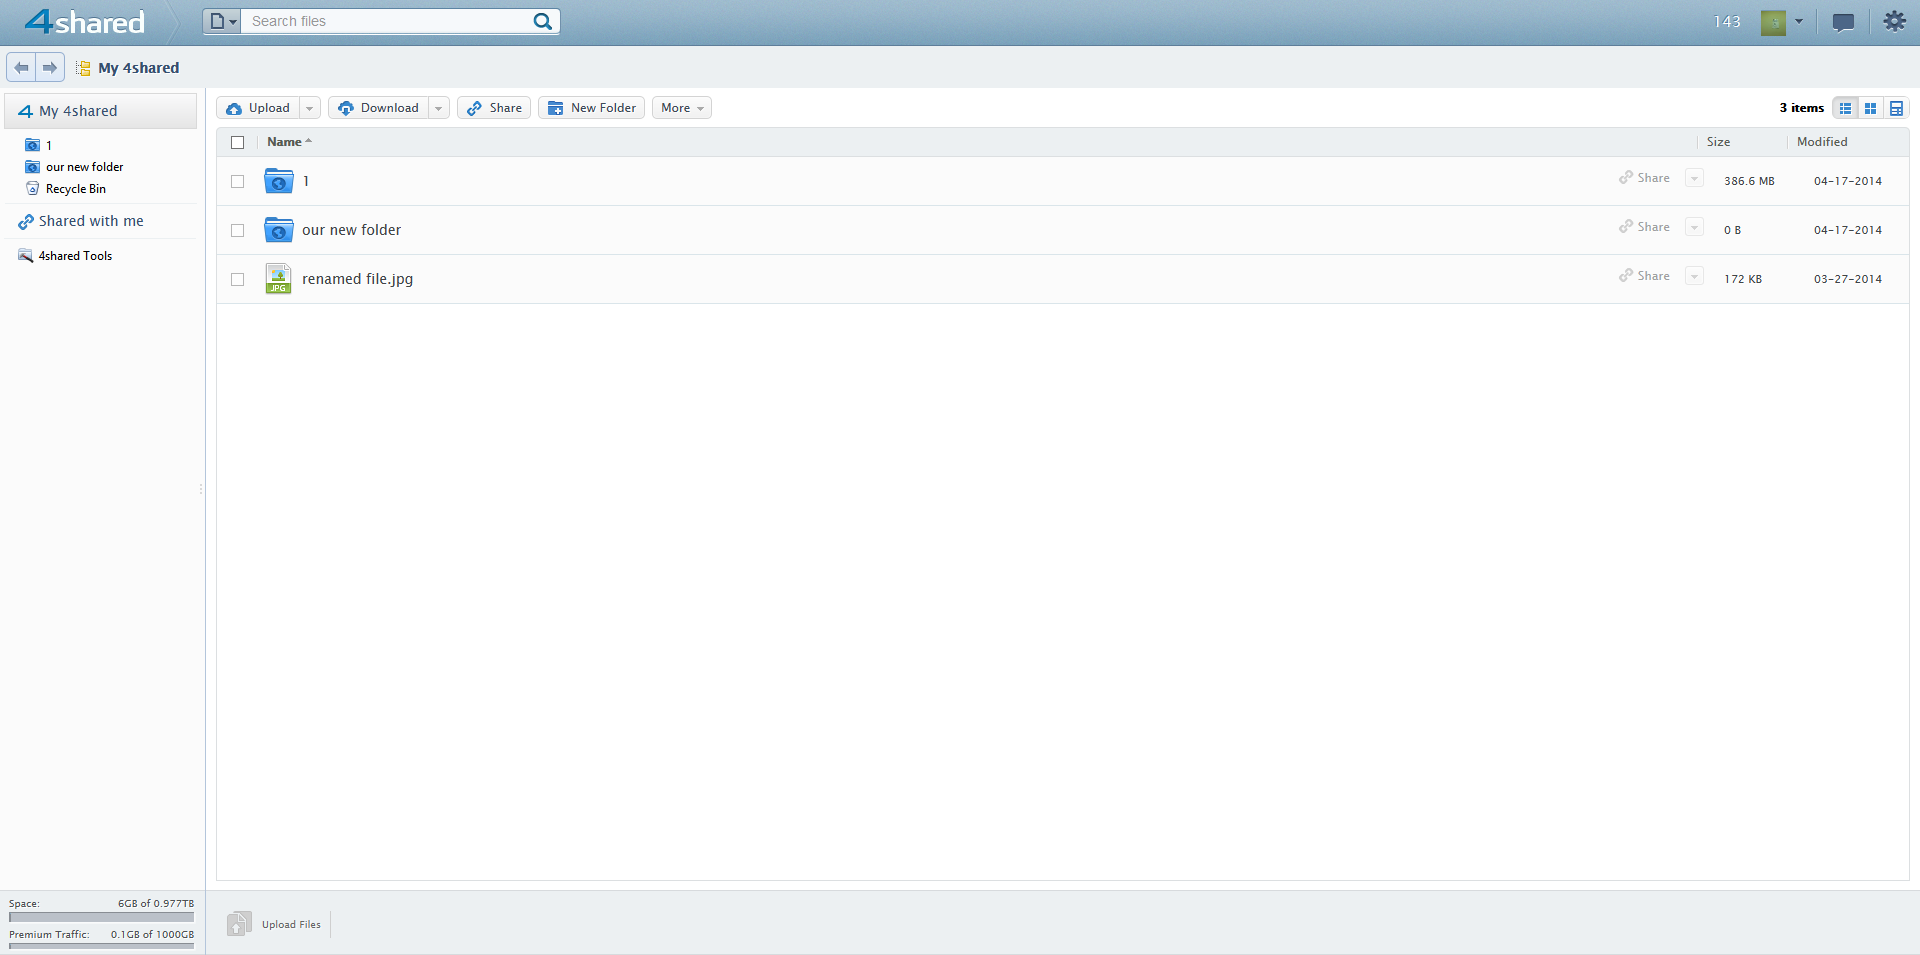 4shared
Search files
143
My 4shared
My 4shared
1
our new folder
Recycle Bin
Shared with me
4shared Tools
Upload Download Share New Folder More
3 items
Name Size Modified
1 Share 386.6 MB 04-17-2014
our new folder Share 0 B 04-17-2014
JPG renamed file.jpg Share 172 KB 03-27-2014
Space: 6GB of 0.977TB
Premium Traffic: 0.1GB of 1000GB
Upload Files